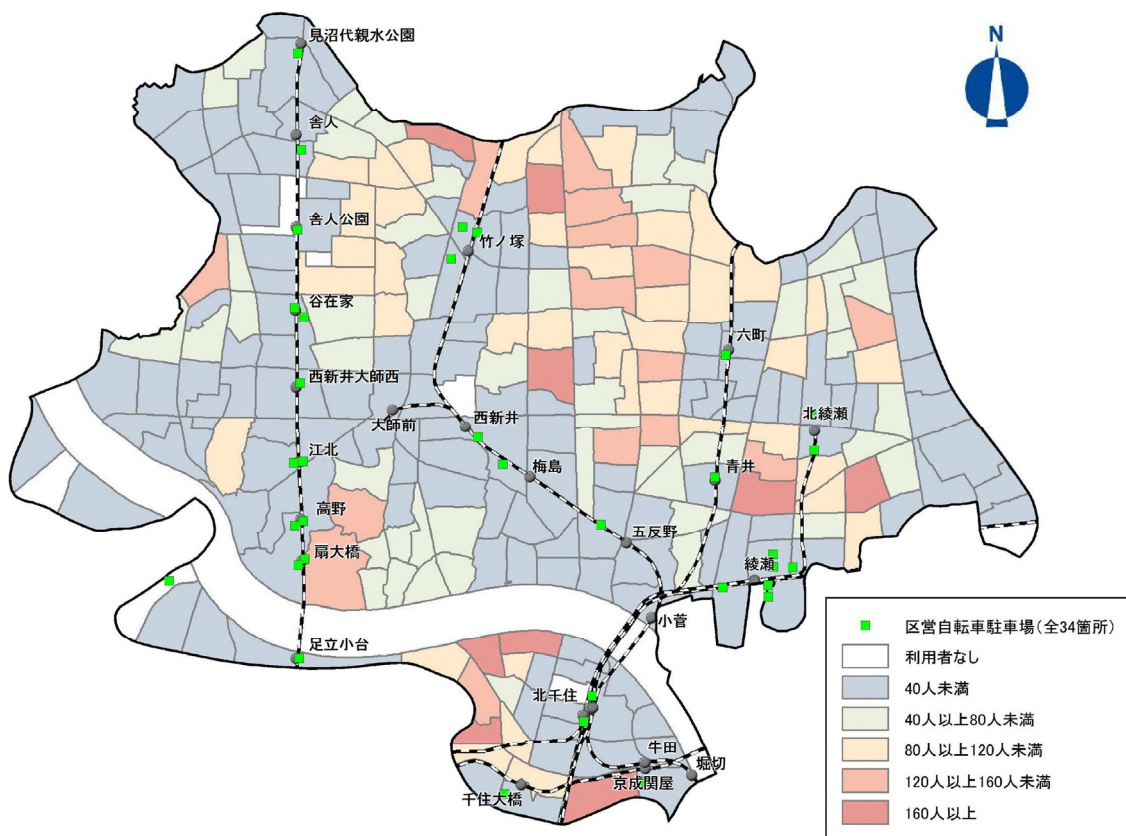 N
見沼代親水公園
舎人
舎人公園
竹ノ塚
谷在家
六町
西新井大師西
大師前
西新井
北綾瀬
江北
梅島
青井
高野
五反野
扇大橋
綾瀬
小菅
足立小台
北千住
牛田
堀切
京成関屋
千住大橋
区営自転車駐車場(全34箇所)
利用者なし
40人未満
40人以上80人未満
80人以上120人未満
120人以上160人未満
160人以上